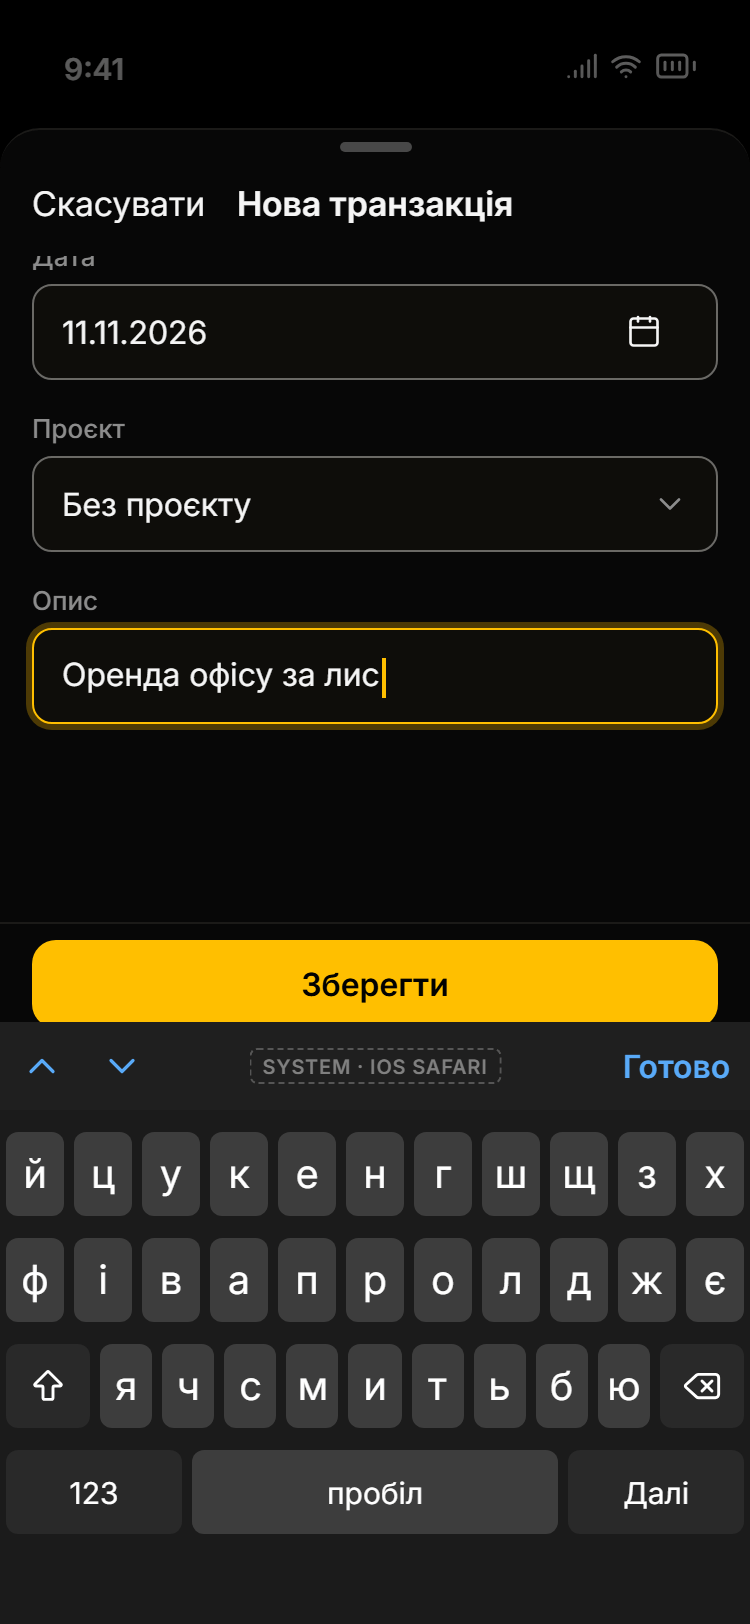 9:41
Скасувати Нова транзакція
Дата
11.11.2026
Проєкт
Без проєкту
Опис
Оренда офісу за лис
Зберегти
SYSTEM · IOS SAFARI Готово
й ц у к е н г ш щ з х
ф і в а п р о л д ж є
я ч с м и т ь б ю
123 пробіл Далі